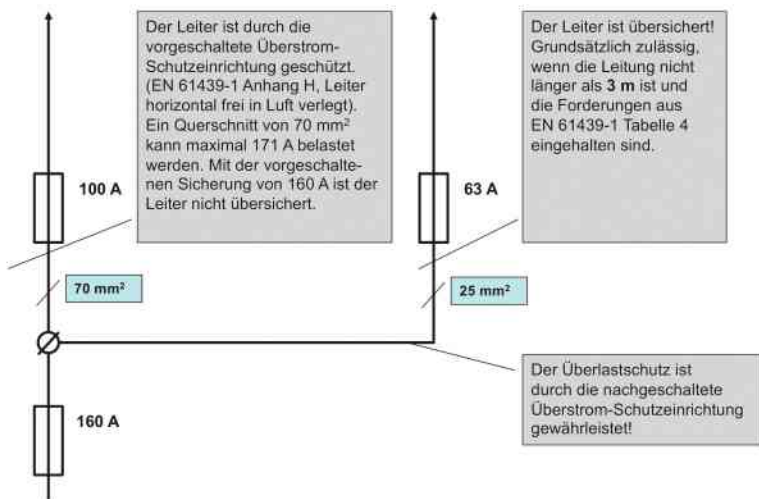 Der Leiter ist durch die
vorgeschaltete Überstrom-
Schutzeinrichtung geschützt.
(EN 61439-1 Anhang H, Leiter
horizontal frei in Luft verlegt).
Ein Querschnitt von 70 mm²
kann maximal 171 A belastet
werden. Mit der vorgeschalte-
nen Sicherung von 160 A ist der
Leiter nicht übersichert.
Der Leiter ist übersichert!
Grundsätzlich zulässig,
wenn die Leitung nicht
länger als 3 m ist und
die Forderungen aus
EN 61439-1 Tabelle 4
eingehalten sind.
100 A
63 A
70 mm²
25 mm²
Der Überlastschutz ist
durch die nachgeschaltete
Überstrom-Schutzeinrichtung
gewährleistet!
160 A